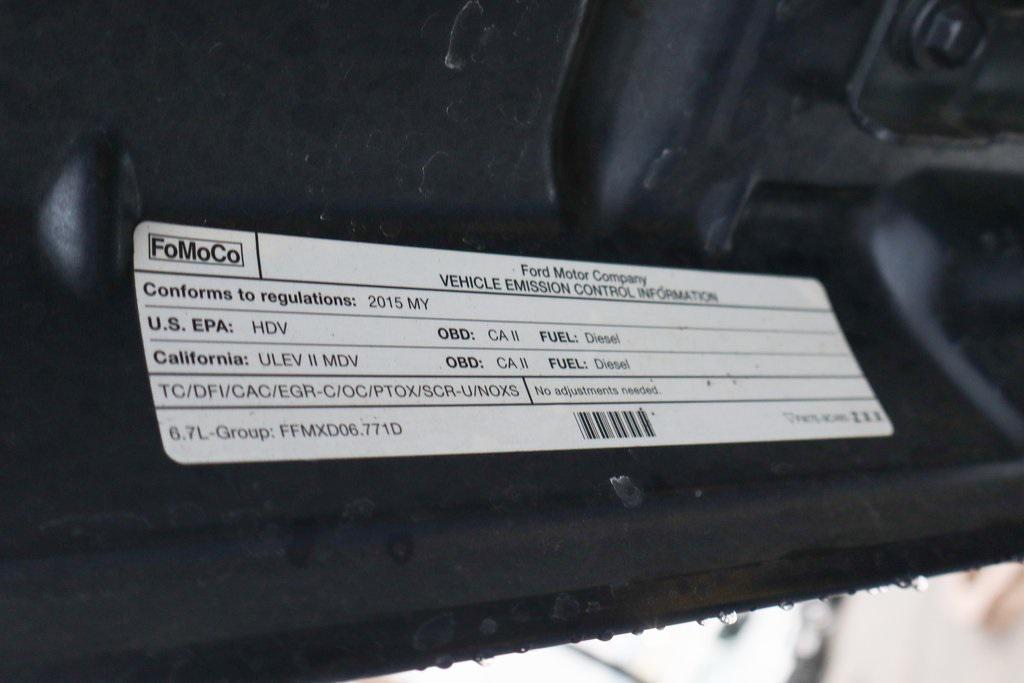 FoMoCo
Ford Motor Company
VEHICLE EMISSION CONTROL INFORMATION
Conforms to regulations: 2015 MY
U.S. EPA: HDV OBD: CA II FUEL: Diesel
California: ULEV II MDV OBD: CA II FUEL: Diesel
TC/DFI/CAC/EGR-C/OC/PTOX/SCR-U/NOXS No adjustments needed.
6.7L-Group: FFMXD06.771D